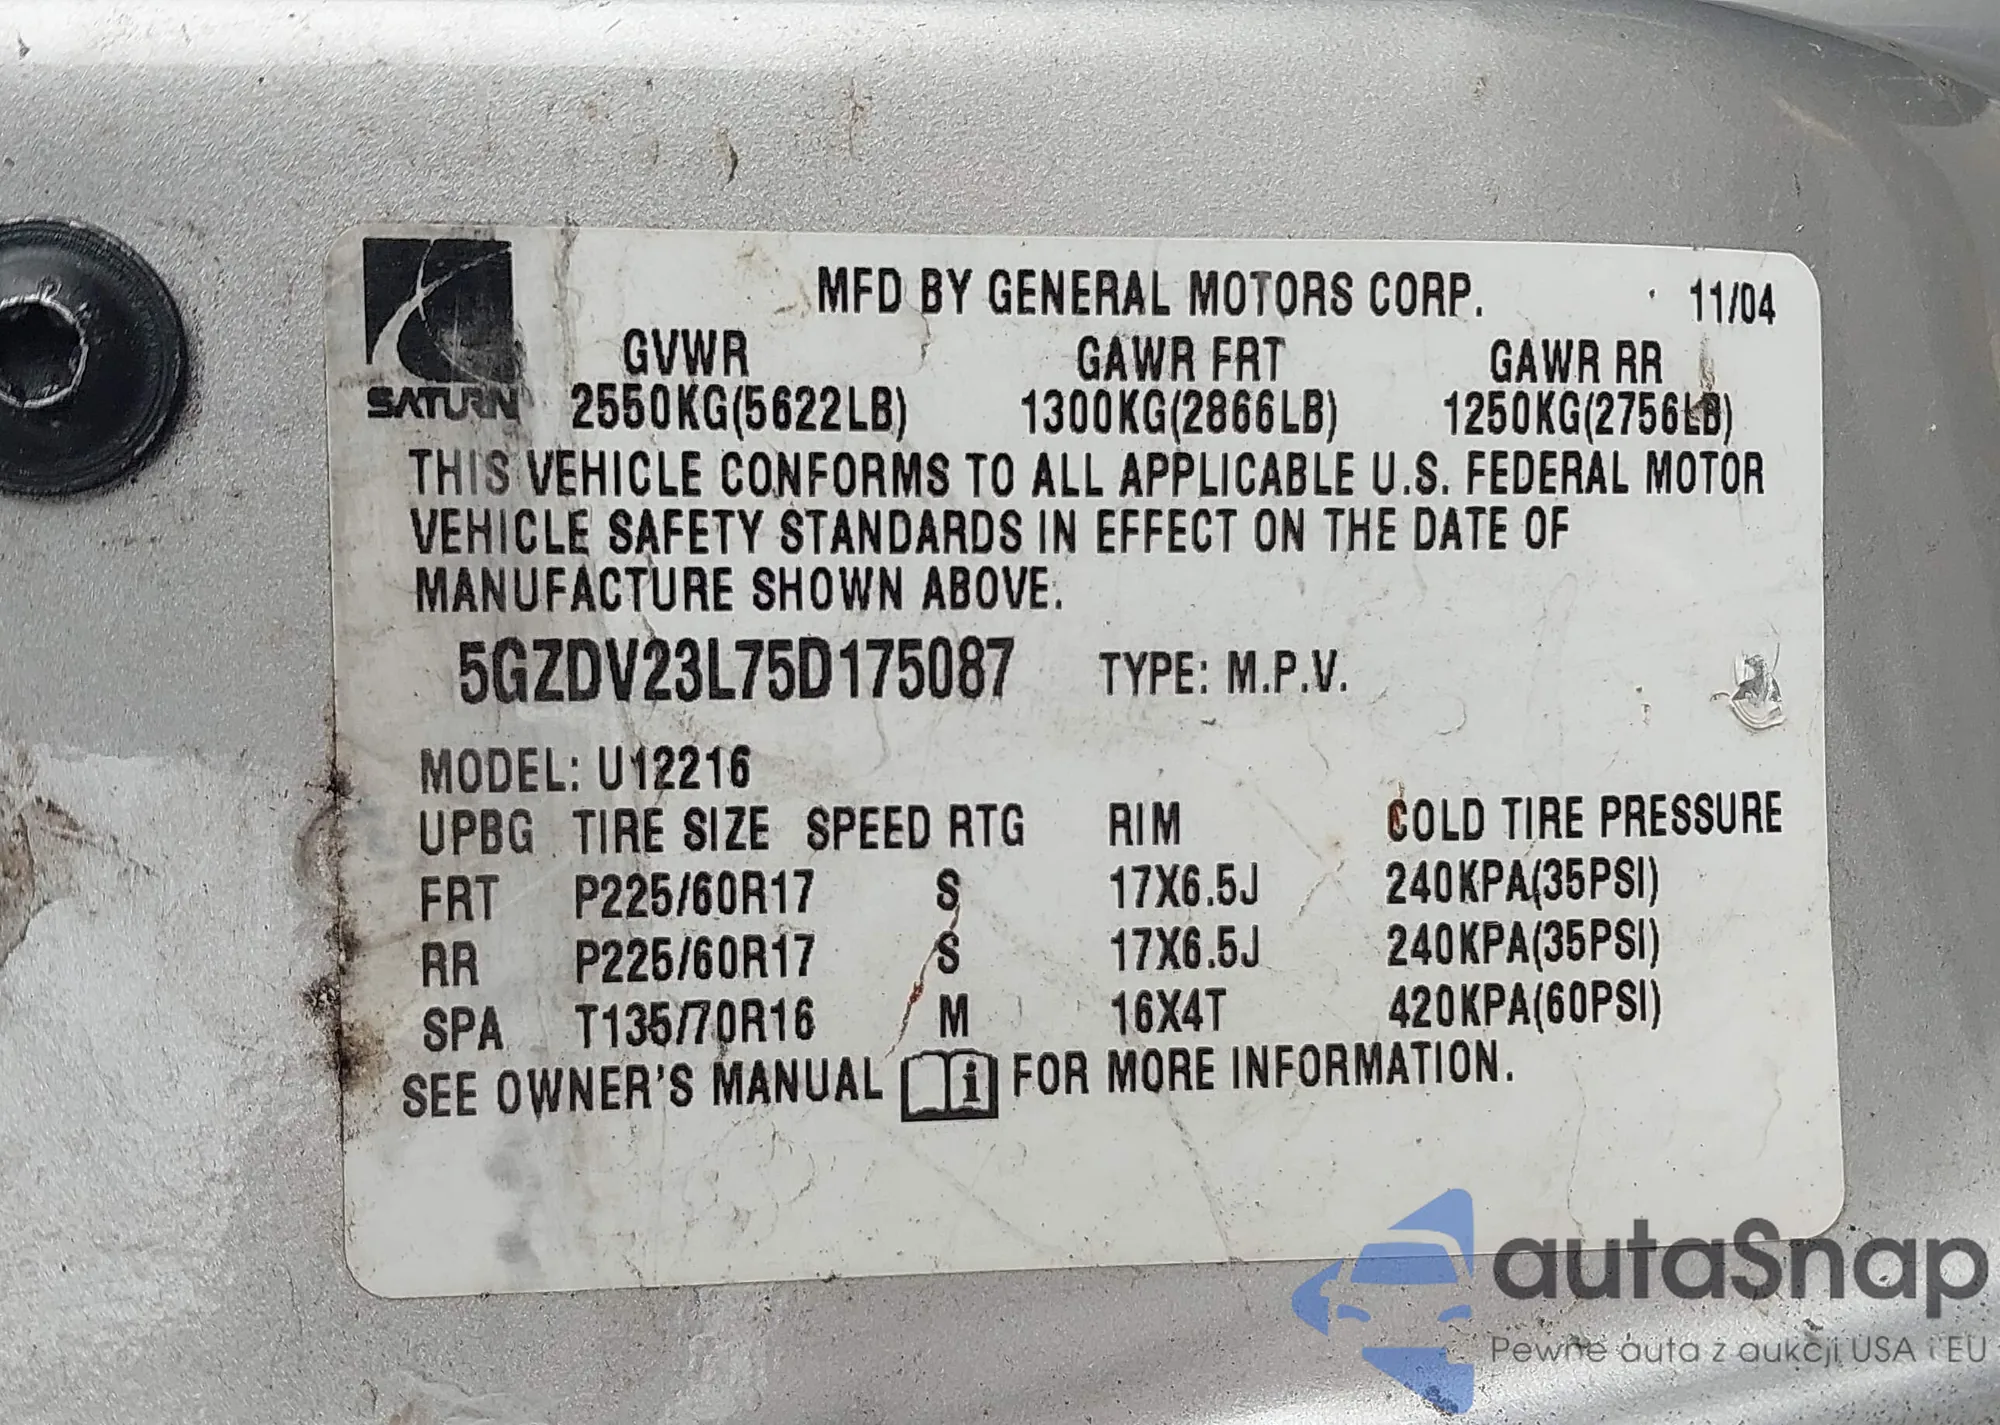 MFD BY GENERAL MOTORS CORP. 11/04
SATURN
GVWR GAWR FRT GAWR RR
2550KG(5622LB) 1300KG(2866LB) 1250KG(2756LB)
THIS VEHICLE CONFORMS TO ALL APPLICABLE U.S. FEDERAL MOTOR
VEHICLE SAFETY STANDARDS IN EFFECT ON THE DATE OF
MANUFACTURE SHOWN ABOVE.
5GZDV23L75D175087 TYPE: M.P.V.
MODEL: U12216
UPBG TIRE SIZE SPEED RTG RIM COLD TIRE PRESSURE
FRT P225/60R17 S 17X6.5J 240KPA(35PSI)
RR P225/60R17 S 17X6.5J 240KPA(35PSI)
SPA T135/70R16 M 16X4T 420KPA(60PSI)
SEE OWNER'S MANUAL i FOR MORE INFORMATION.
autaSnap
Pewne auta z aukcji USA i EU